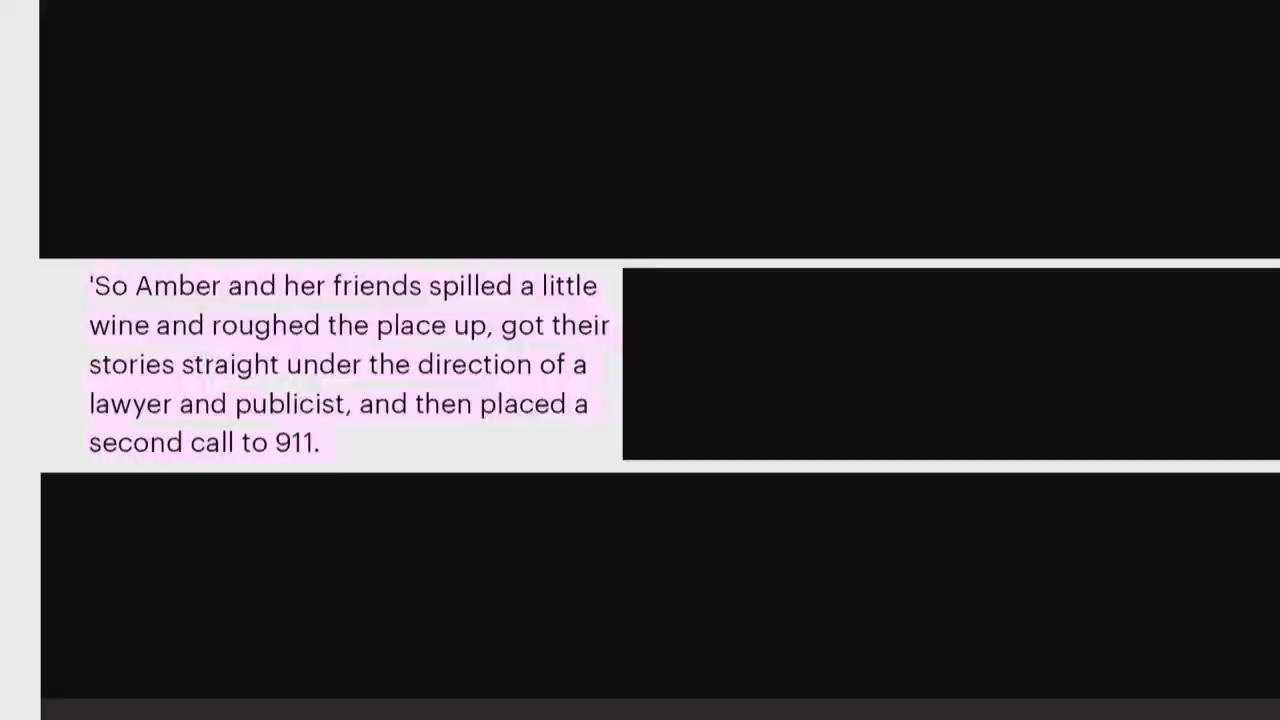 'So Amber and her friends spilled a little
wine and roughed the place up, got their
stories straight under the direction of a
lawyer and publicist, and then placed a
second call to 911.